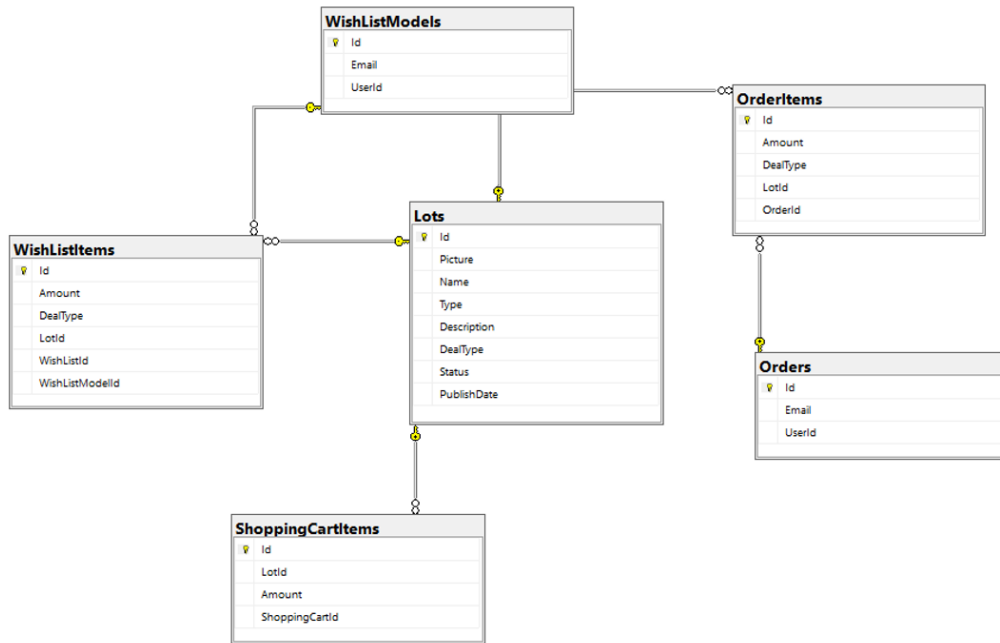 WishListModels
Id
Email
UserId
OrderItems
Id
Amount
DealType
LotId
OrderId
Lots
Id
Picture
Name
Type
Description
DealType
Status
PublishDate
WishListItems
Id
Amount
DealType
LotId
WishListId
WishListModelId
Orders
Id
Email
UserId
ShoppingCartItems
Id
LotId
Amount
ShoppingCartId